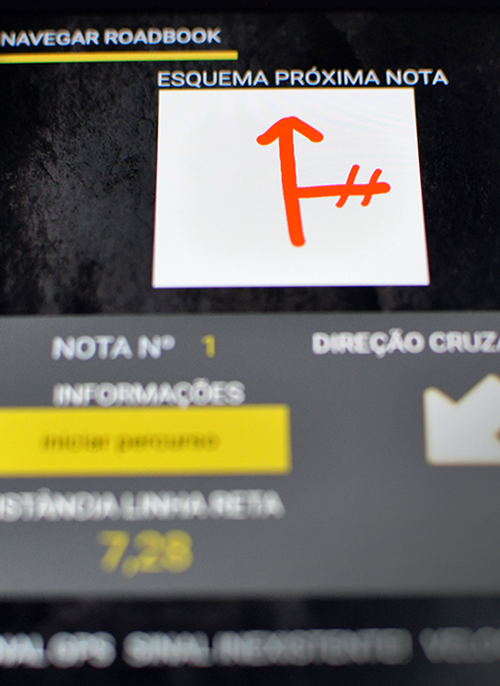 NAVEGAR ROADBOOK
ESQUEMA PRÓXIMA NOTA
NOTA Nº 1
DIREÇÃO CRUZA
INFORMAÇÕES
iniciar percurso
ISTÂNCIA LINHA RETA
7,28
NAL GPS SINAL INEXISTENTE! VELO